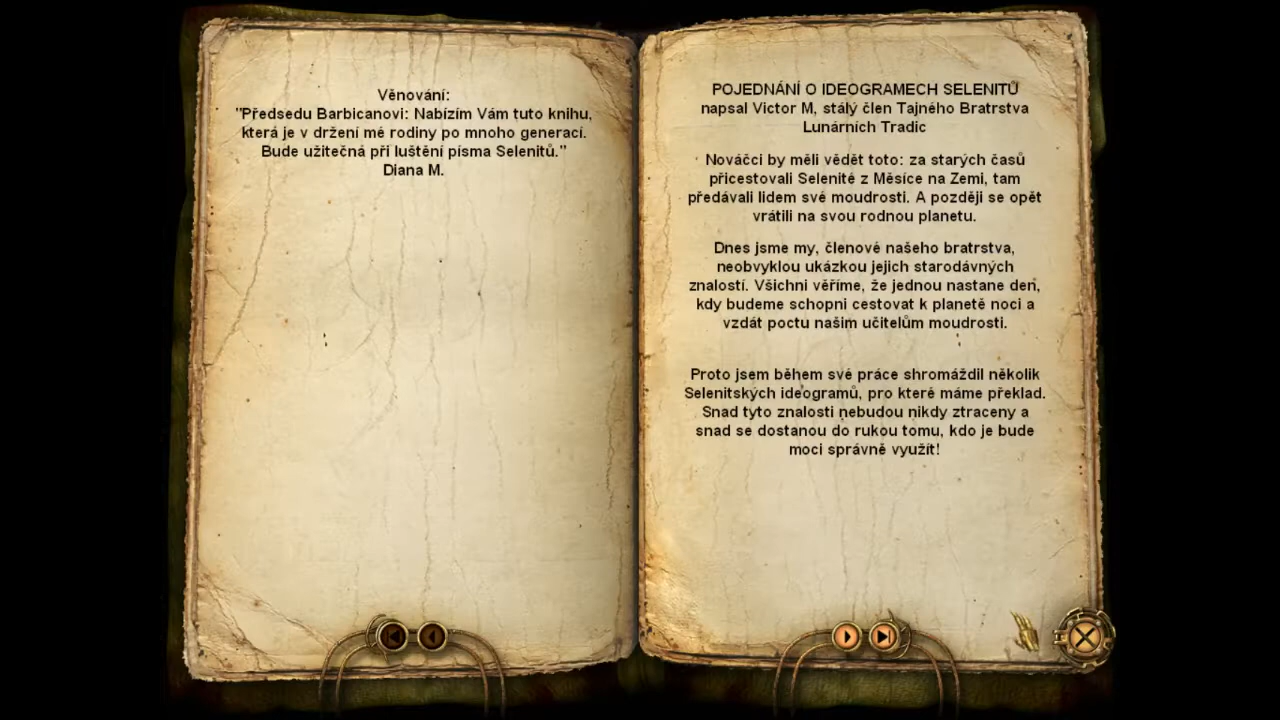 Věnování:
"Předsedu Barbicanovi: Nabízím Vám tuto knihu,
která je v držení mé rodiny po mnoho generací.
Bude užitečná při luštění písma Selenitů."
Diana M.
POJEDNÁNÍ O IDEOGRAMECH SELENITŮ
napsal Victor M, stálý člen Tajného Bratrstva
Lunárních Tradic
Nováčci by měli vědět toto: za starých časů
přicestovali Selenité z Měsíce na Zemi, tam
předávali lidem své moudrosti. A později se opět
vrátili na svou rodnou planetu.
Dnes jsme my, členové našeho bratrstva,
neobvyklou ukázkou jejich starodávných
znalostí. Všichni věříme, že jednou nastane den,
kdy budeme schopni cestovat k planetě noci a
vzdát poctu našim učitelům moudrosti.
Proto jsem během své práce shromáždil několik
Selenitských ideogramů, pro které máme překlad.
Snad tyto znalosti nebudou nikdy ztraceny a
snad se dostanou do rukou tomu, kdo je bude
moci správně využít!